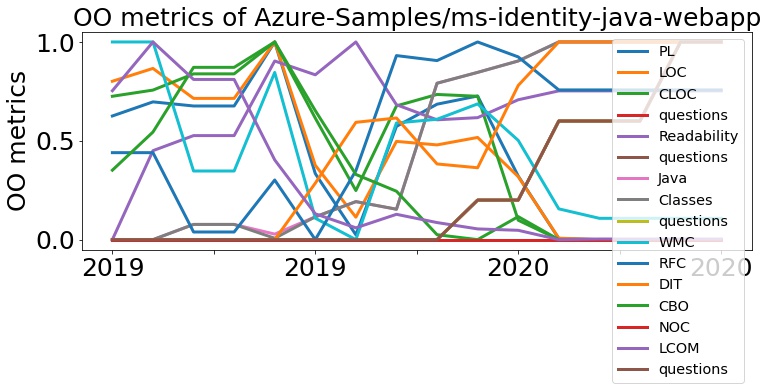 OO metrics of Azure-Samples/ms-identity-java-webapp
OO metrics
1.0
0.5
0.0
2019
2019
2020
2020
PL
LOC
CLOC
questions
Readability
questions
Java
Classes
questions
WMC
RFC
DIT
CBO
NOC
LCOM
questions